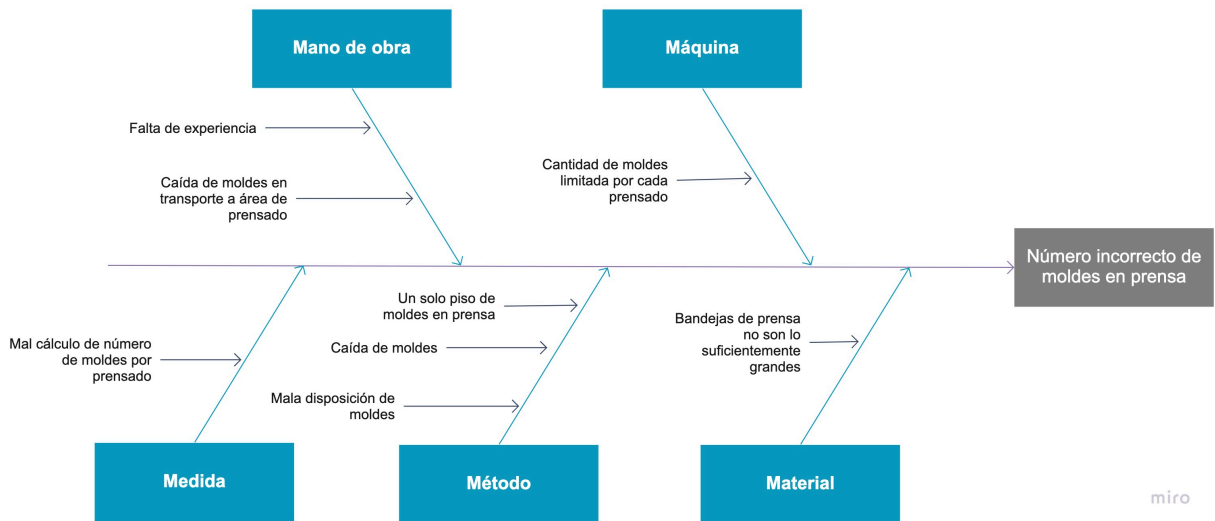 Mano de obra
Máquina
Falta de experiencia
Caída de moldes en
transporte a área de
prensado
Cantidad de moldes
limitada por cada
prensado
Número incorrecto de
moldes en prensa
Un solo piso de
moldes en prensa
Caída de moldes
Mala disposición de
moldes
Mal cálculo de número
de moldes por
prensado
Bandejas de prensa
no son lo
suficientemente
grandes
Medida
Método
Material
miro